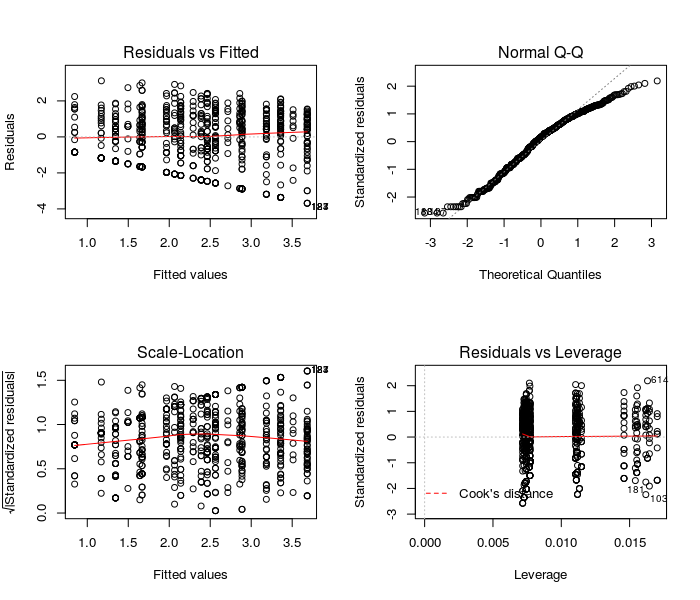 Residuals vs Fitted
Residuals
2
0
-2
-4
1.0 1.5 2.0 2.5 3.0 3.5
Fitted values
Normal Q-Q
Standardized residuals
2
1
0
-1
-2
-3 -2 -1 0 1 2 3
Theoretical Quantiles
Scale-Location
√|Standardized residuals|
1.5
1.0
0.5
0.0
1.0 1.5 2.0 2.5 3.0 3.5
Fitted values
Residuals vs Leverage
Standardized residuals
2
1
0
-1
-2
-3
614
181
103
Cook's distance
0.000 0.005 0.010 0.015
Leverage